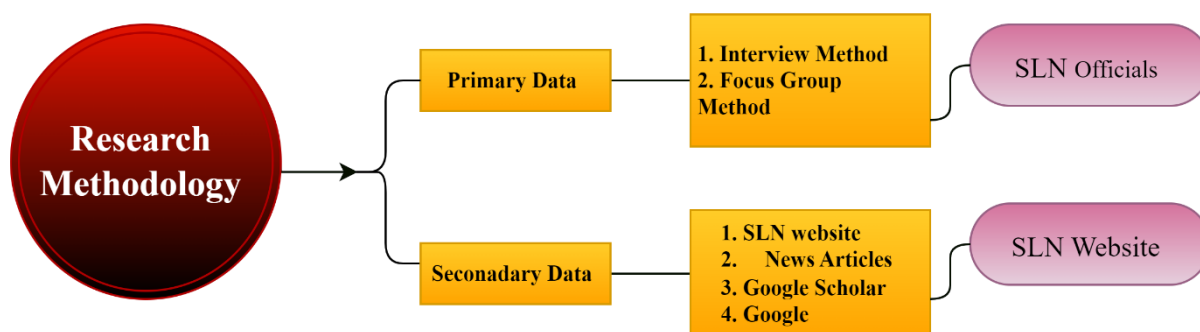 Research
Methodology
Primary Data
1. Interview Method
2. Focus Group
Method
SLN Officials
Seconadary Data
1. SLN website
2. News Articles
3. Google Scholar
4. Google
SLN Website